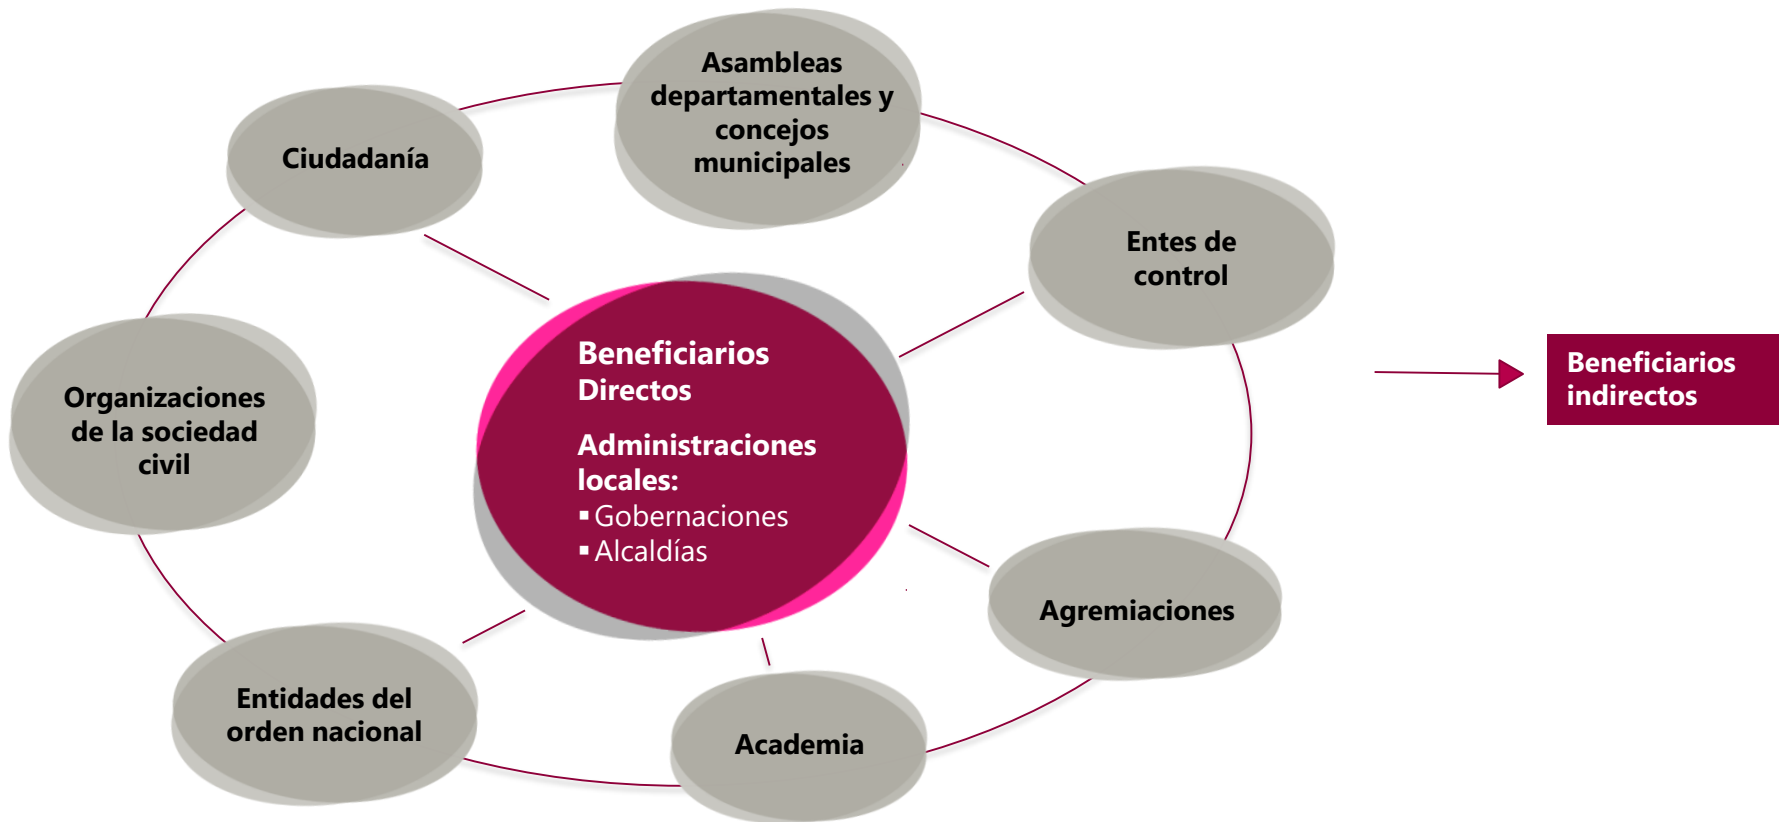 Asambleas
departamentales y
concejos
municipales
Ciudadanía
Entes de
control
Beneficiarios
Directos
Administraciones
locales:
▪ Gobernaciones
▪ Alcaldías
Beneficiarios
indirectos
Organizaciones
de la sociedad
civil
Agremiaciones
Entidades del
orden nacional
Academia